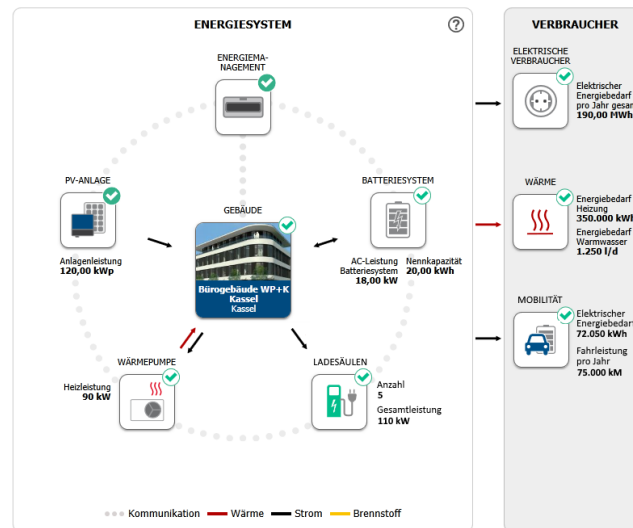 ENERGIESYSTEM
?
ENERGIEMA-
NAGEMENT
PV-ANLAGE
Anlagenleistung
120,00 kWp
GEBÄUDE
Bürogebäude WP+K
Kassel
Kassel
BATTERIESYSTEM
AC-Leistung
Batteriesystem
18,00 kW
Nennkapazität
20,00 kWh
WÄRMEPUMPE
Heizleistung
90 kW
LADESÄULEN
Anzahl
5
Gesamtleistung
110 kW
Kommunikation
Wärme
Strom
Brennstoff
VERBRAUCHER
ELEKTRISCHE
VERBRAUCHER
Elektrischer
Energiebedarf
pro Jahr gesam
190,00 MWh
WÄRME
Energiebedarf
Heizung
350.000 kWh
Energiebedarf
Warmwasser
1.250 l/d
MOBILITÄT
Elektrischer
Energiebedarf
72.050 kWh
Fahrleistung
pro Jahr
75.000 kM